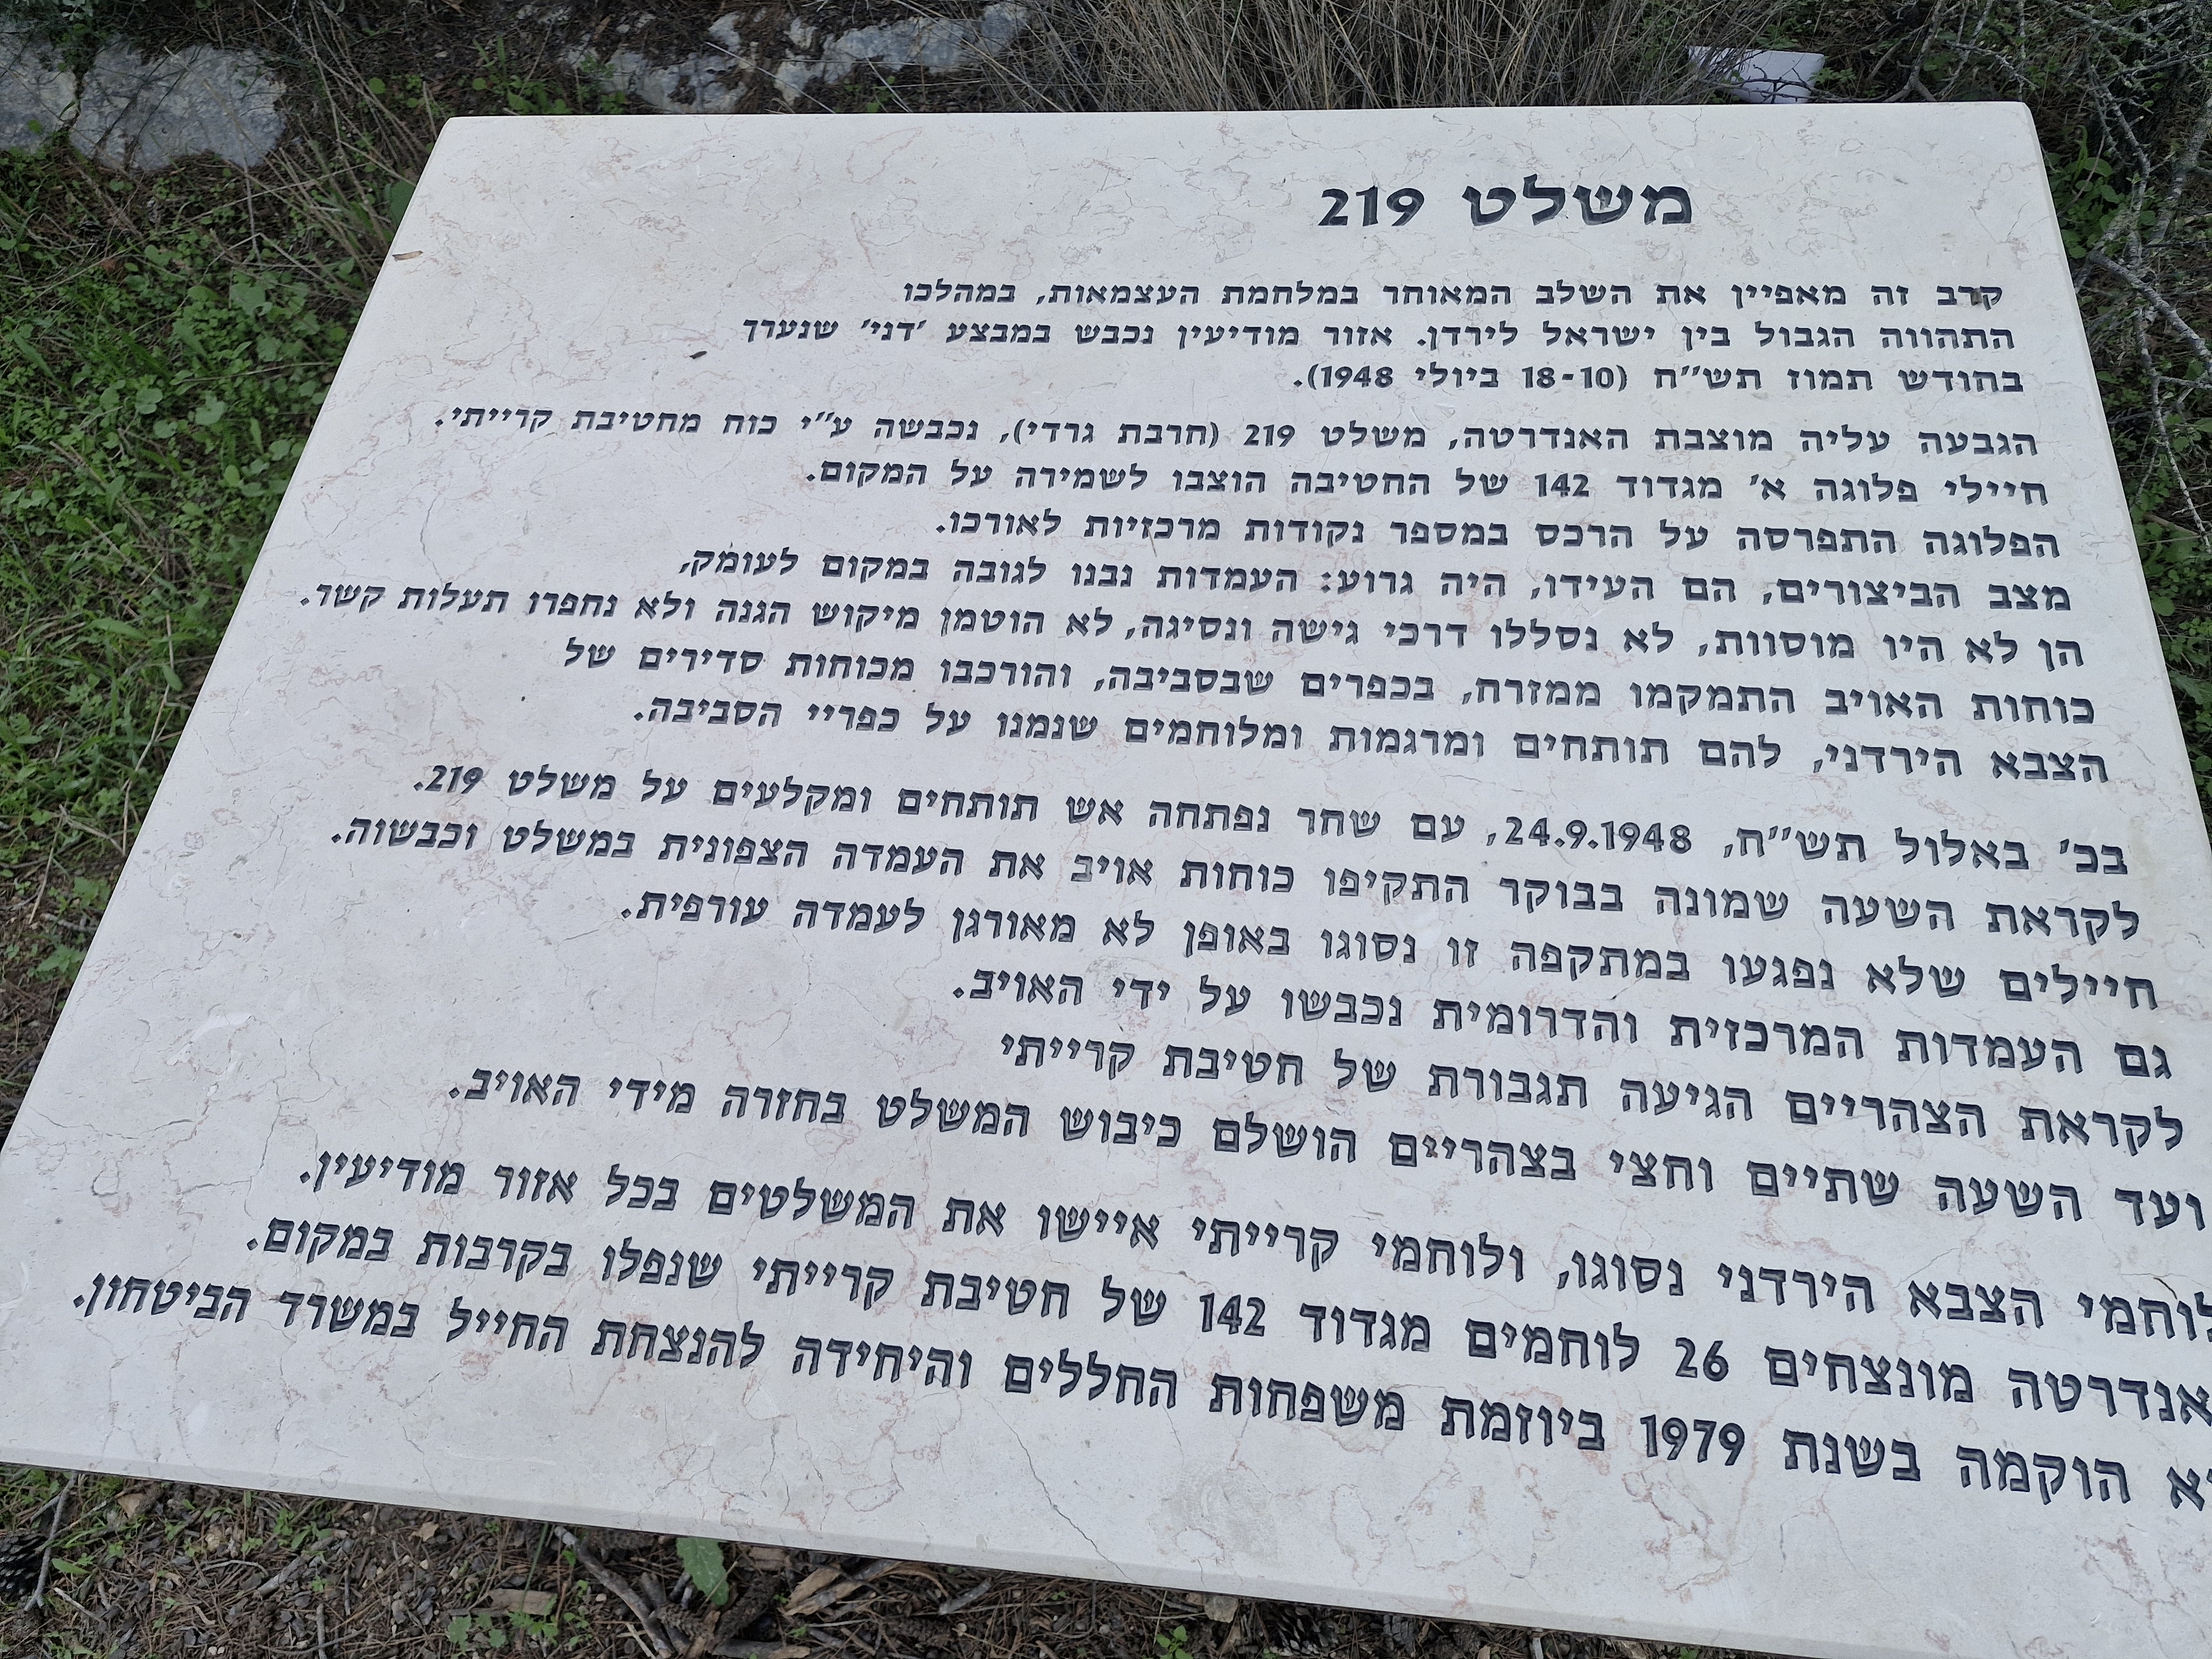 משלט 219
קרב זה מאפיין את השלב המאוחר במלחמת העצמאות, במהלכו
התהווה הגבול בין ישראל לירדן. אזור מודיעין נכבש במבצע 'דני' שנערך
בחודש תמוז תש"ח (18-10 ביולי 1948).
הגבעה עליה מוצבת האנדרטה, משלט 219 (חרבת גרדי), נכבשה ע"י כוח מחטיבת קרייתי.
חיילי פלוגה א' מגדוד 142 של החטיבה הוצבו לשמירה על המקום.
הפלוגה התפרסה על הרכס במספר נקודות מרכזיות לאורכו.
מצב הביצורים, הם העידו, היה גרוע: העמדות נבנו לגובה במקום לעומק,
הן לא היו מוסוות, לא נסללו דרכי גישה ונסיגה, לא הוטמן מיקוש הגנה ולא נחפרו תעלות קשר.
כוחות האויב התמקמו ממזרח, בכפרים שבסביבה, והורכבו מכוחות סדירים של
הצבא הירדני, להם תותחים ומרגמות ומלוחמים שנמנו על כפריי הסביבה.
בכ' באלול תש"ח, 24.9.1948, עם שחר נפתחה אש תותחים ומקלעים על משלט 219.
לקראת השעה שמונה בבוקר התקיפו כוחות אויב את העמדה הצפונית במשלט וכבשוה.
חיילים שלא נפגעו במתקפה זו נסוגו באופן לא מאורגן לעמדה עורפית.
גם העמדות המרכזית והדרומית נכבשו על ידי האויב.
לקראת הצהריים הגיעה תגבורת של חטיבת קרייתי
ועד השעה שתיים וחצי בצהריים הושלם כיבוש המשלט בחזרה מידי האויב.
לוחמי הצבא הירדני נסוגו, ולוחמי קרייתי איישו את המשלטים בכל אזור מודיעין.
אנדרטה מונצחים 26 לוחמים מגדוד 142 של חטיבת קרייתי שנפלו בקרבות במקום.
הוקמה בשנת 1979 ביוזמת משפחות החללים והיחידה להנצחת החייל במשרד הביטחון.